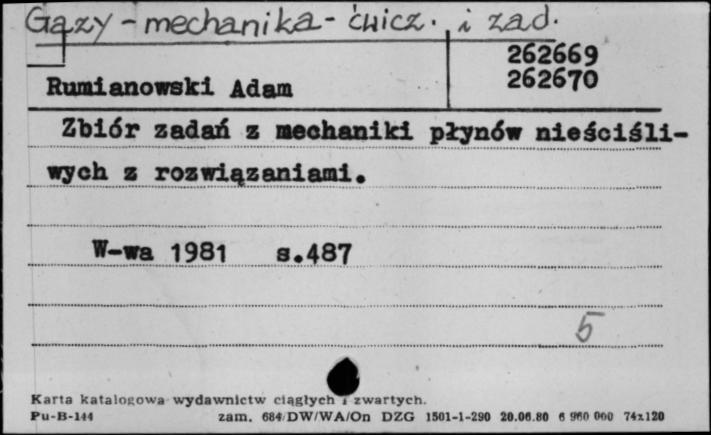 Gazy - mechanika - ćwicz. i zad.
262669
Rumianowski Adam
262670
Zbiór zadań z mechaniki płynów nieściśli-
wych z rozwiązaniami.
W-wa 1981 s.487
5
Karta katalogowa wydawnictw ciągłych i zwartych.
Pu-B-144 zam. 684/DW/WA/On DZG 1501-1-290 20.06.80 6 960 000 74x120